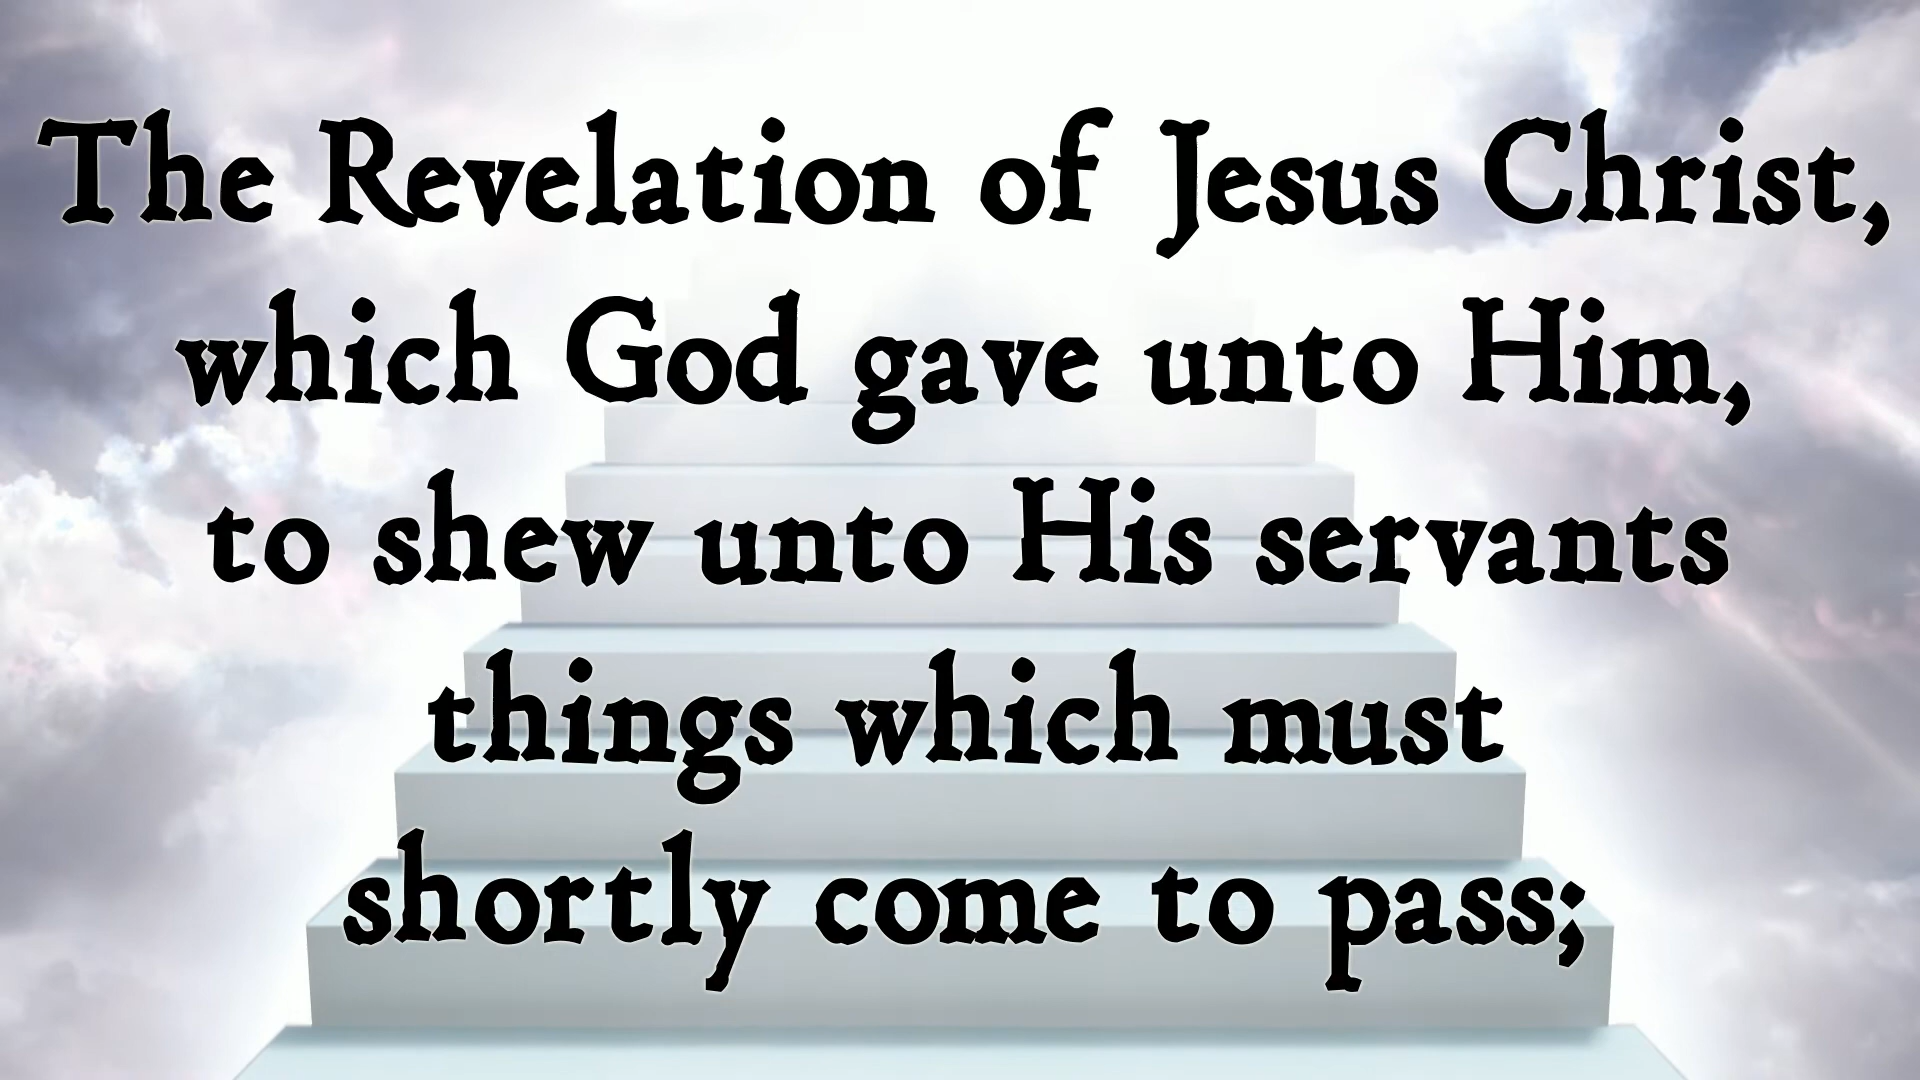 The Revelation of Jesus Christ,
which God gave unto Him,
to shew unto His servants
things which must
shortly come to pass;